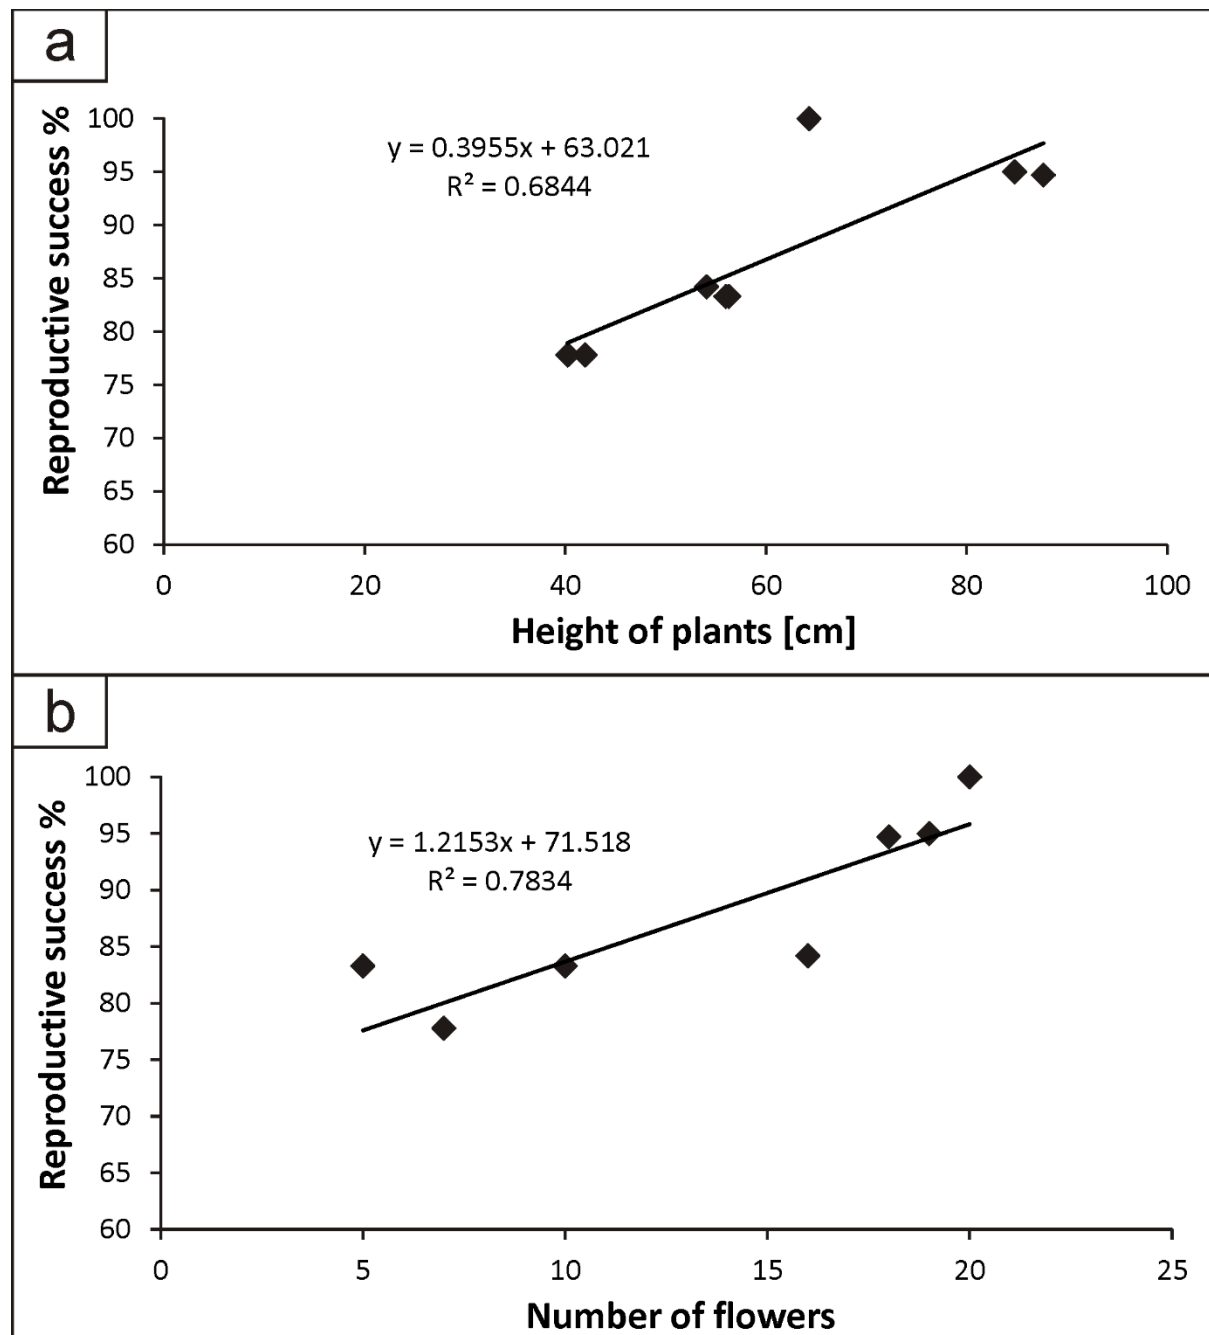 a
Reproductive success %
100
95
90
85
80
75
70
65
60
y = 0.3955x + 63.021
R² = 0.6844
0 20 40 60 80 100
Height of plants [cm]
b
Reproductive success %
100
95
90
85
80
75
70
65
60
y = 1.2153x + 71.518
R² = 0.7834
0 5 10 15 20 25
Number of flowers